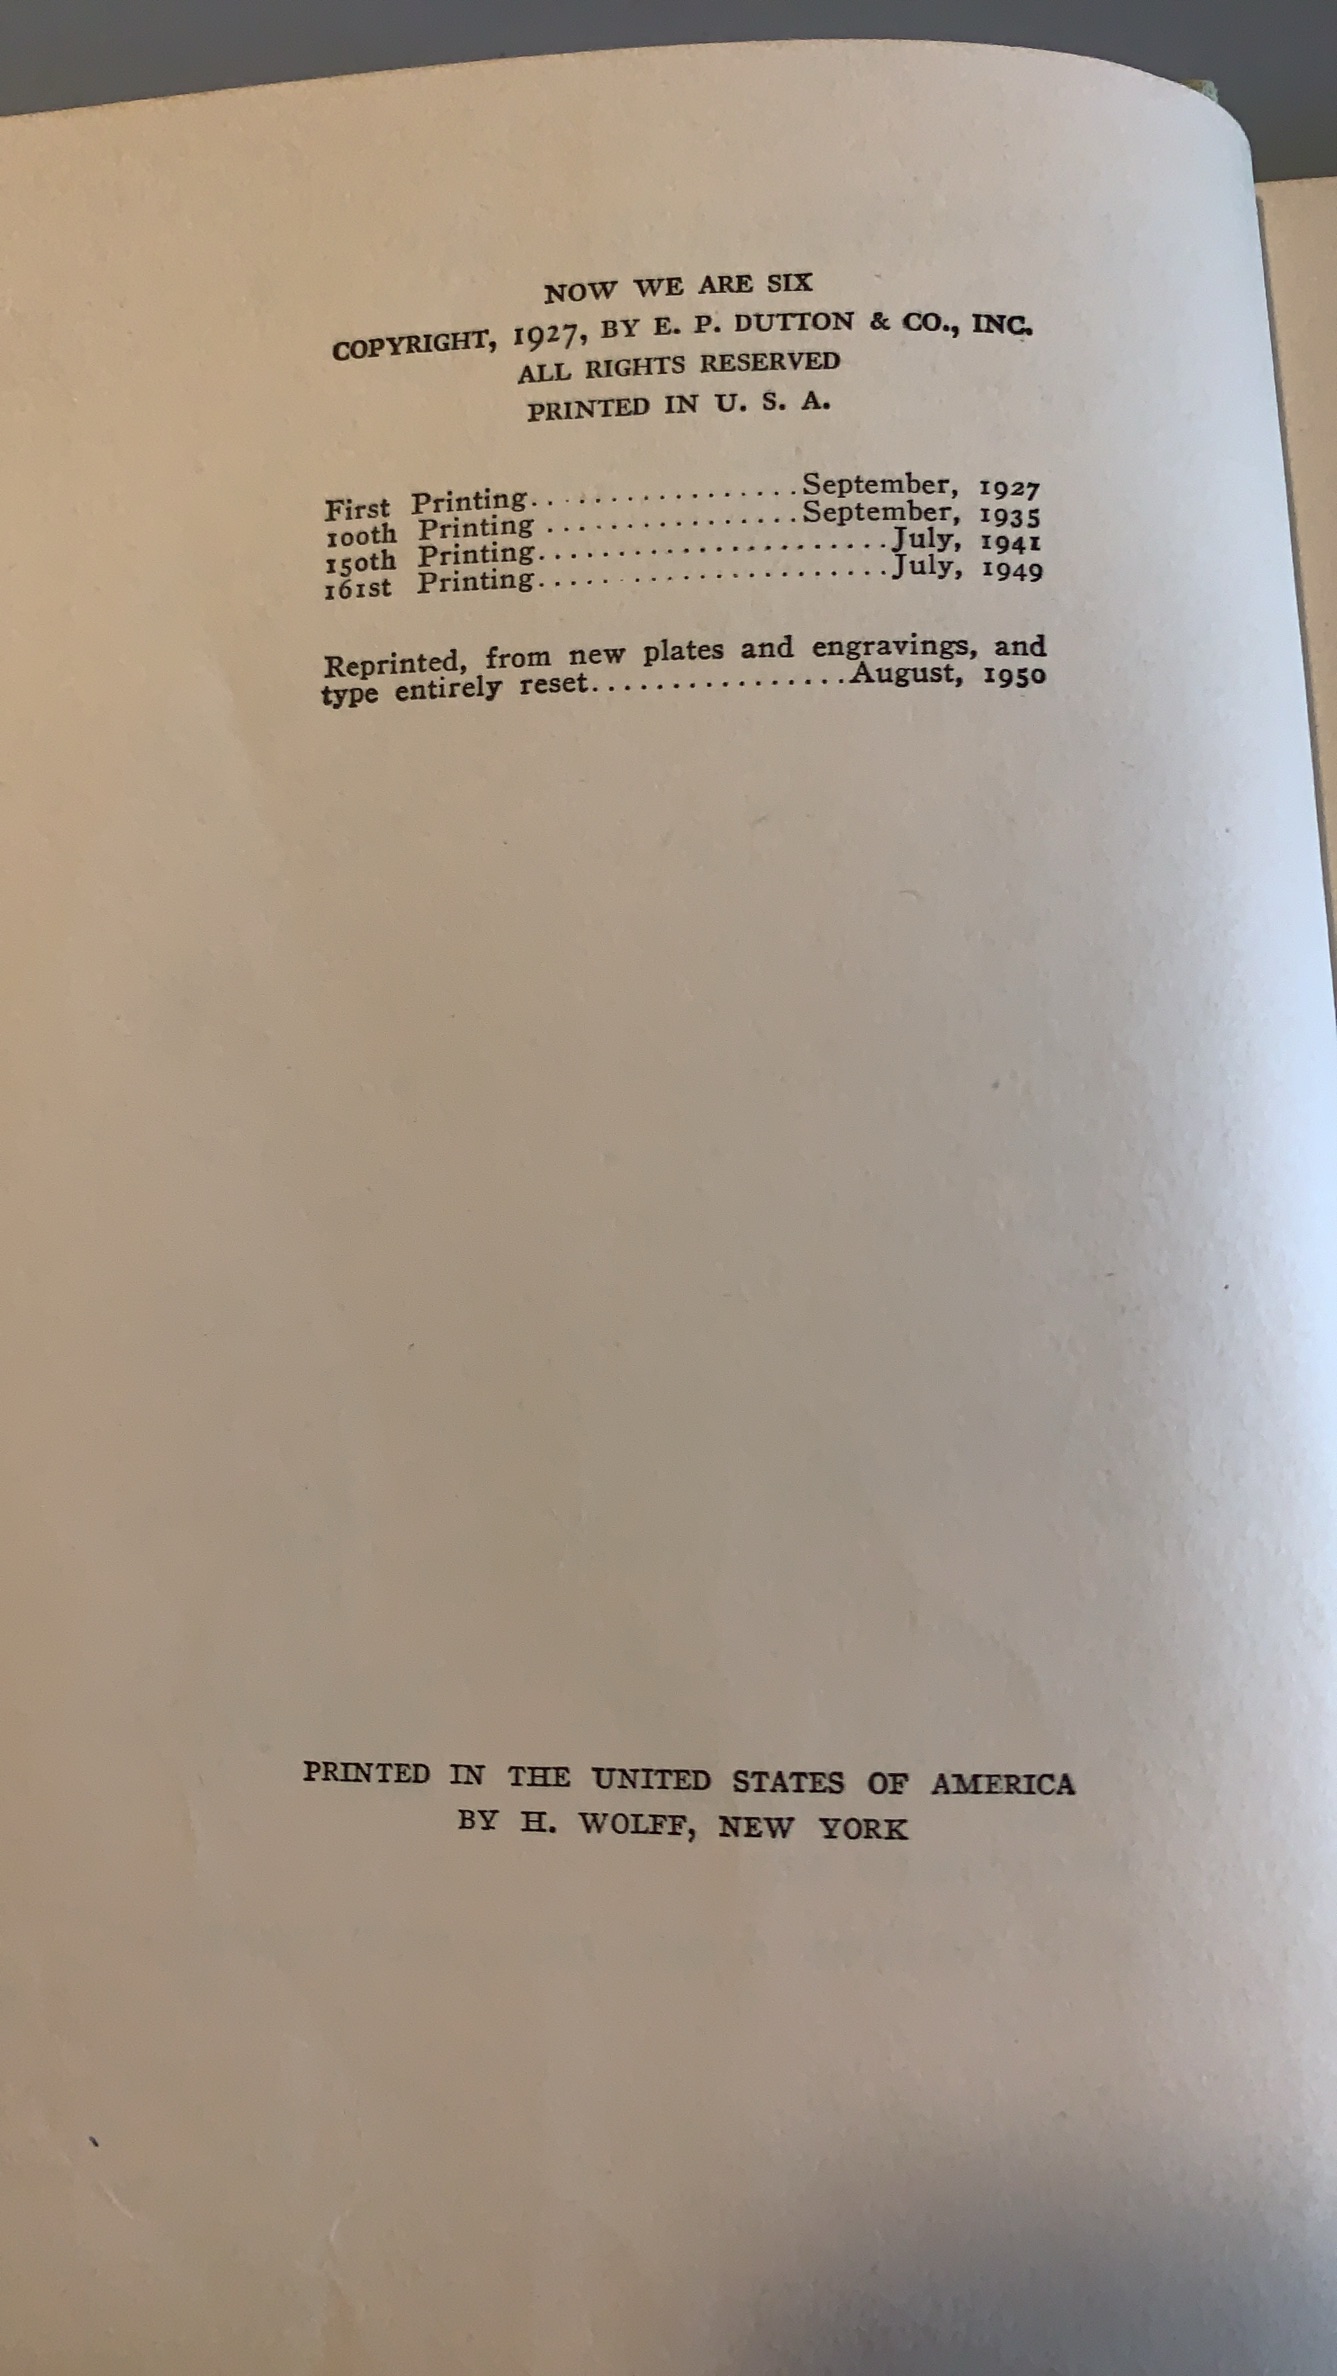 NOW WE ARE SIX
COPYRIGHT, 1927, BY E. P. DUTTON & CO., INC.
ALL RIGHTS RESERVED
PRINTED IN U. S. A.
First Printing.................September, 1927
100th Printing ................September, 1935
150th Printing......................July, 1941
161st Printing......................July, 1949
Reprinted, from new plates and engravings, and
type entirely reset................August, 1950
PRINTED IN THE UNITED STATES OF AMERICA
BY H. WOLFF, NEW YORK